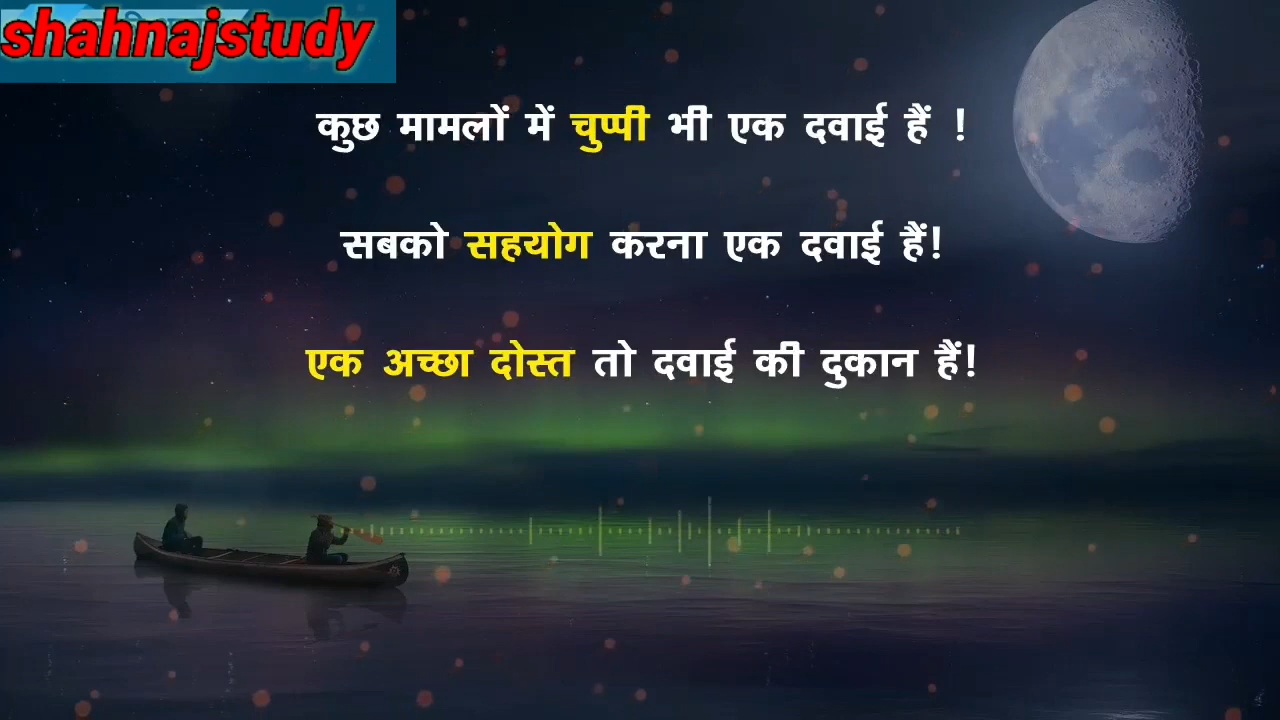 shahnajstudy
कुछ मामलों में चुप्पी भी एक दवाई हैं !
सबको सहयोग करना एक दवाई हैं!
एक अच्छा दोस्त तो दवाई की दुकान हैं!